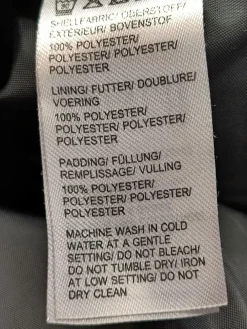 SHELLFABRIC/ OBERSTOFF/
EXTERIEUR/ BOVENSTOF
100% POLYESTER/
POLYESTER/ POLYESTER/
POLYESTER
LINING/ FUTTER/ DOUBLURE/
VOERING
100% POLYESTER/
POLYESTER/ POLYESTER/
POLYESTER
PADDING/ FÜLLUNG/
REMPLISSAGE/ VULLING
100% POLYESTER/
POLYESTER/ POLYESTER/
POLYESTER
MACHINE WASH IN COLD
WATER AT A GENTLE
SETTING/ DO NOT BLEACH/
DO NOT TUMBLE DRY/ IRON
AT LOW SETTING/ DO NOT
DRY CLEAN